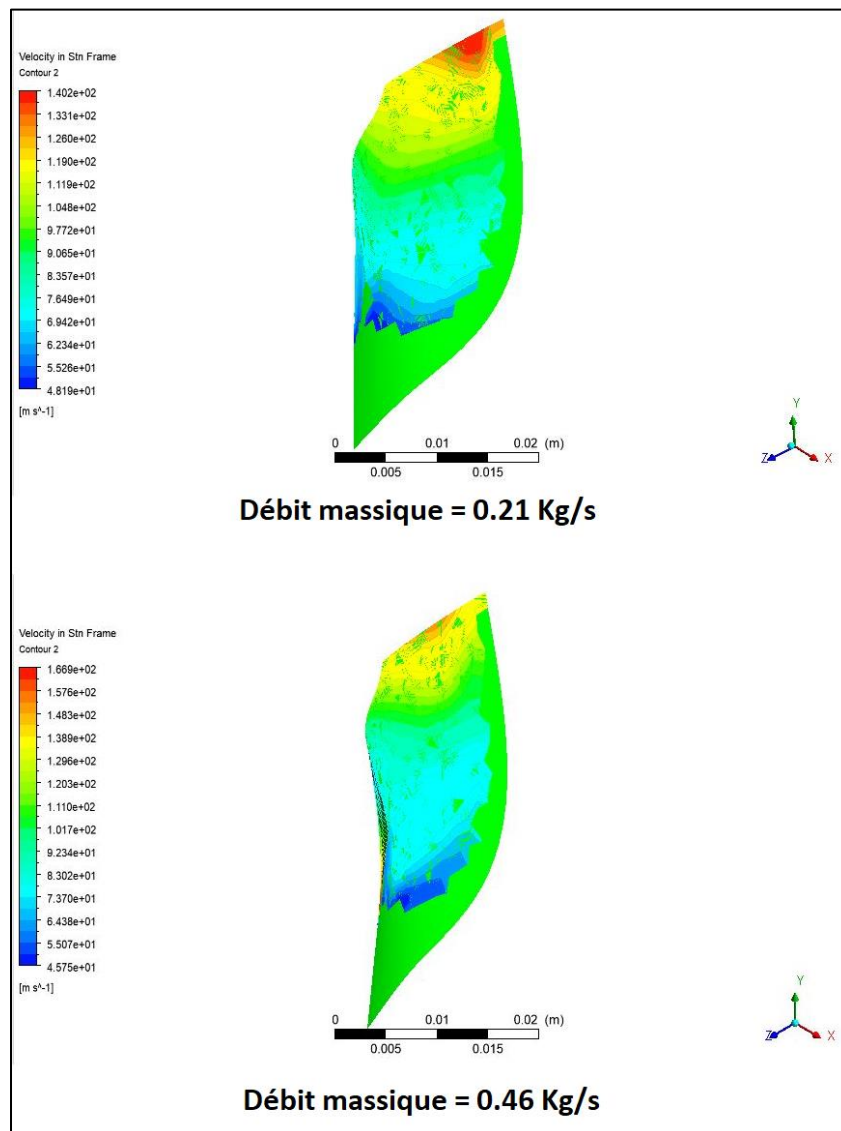 Velocity in Stn Frame
Contour 2
1.402e+02
1.331e+02
1.260e+02
1.190e+02
1.119e+02
1.048e+02
9.772e+01
9.065e+01
8.357e+01
7.649e+01
6.942e+01
6.234e+01
5.526e+01
4.819e+01
[m s^-1]
0 0.01 0.02 (m)
0.005 0.015
Y
Z X
Débit massique = 0.21 Kg/s
Velocity in Stn Frame
Contour 2
1.669e+02
1.576e+02
1.483e+02
1.389e+02
1.296e+02
1.203e+02
1.110e+02
1.017e+02
9.234e+01
8.302e+01
7.370e+01
6.438e+01
5.507e+01
4.575e+01
[m s^-1]
0 0.01 0.02 (m)
0.005 0.015
Y
Z X
Débit massique = 0.46 Kg/s